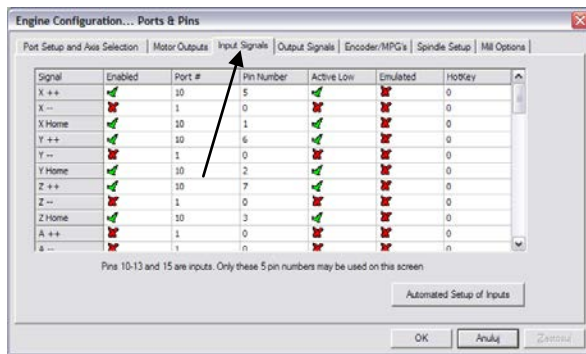 Engine Configuration... Ports & Pins
Port Setup and Axis Selection Motor Outputs Input Signals Output Signals Encoder/MPG's Spindle Setup Mill Options
Signal Enabled Port # Pin Number Active Low Emulated HotKey
X ++ 10 5 0
X -- 1 0 0
X Home 10 1 0
Y ++ 10 6 0
Y -- 1 0 0
Y Home 10 2 0
Z ++ 10 7 0
Z -- 1 0 0
Z Home 10 3 0
A ++ 1 0 0
A -- 1 0 0
Pins 10-13 and 15 are inputs. Only these 5 pin numbers may be used on this screen
Automated Setup of Inputs
OK Anuluj Zastosuj